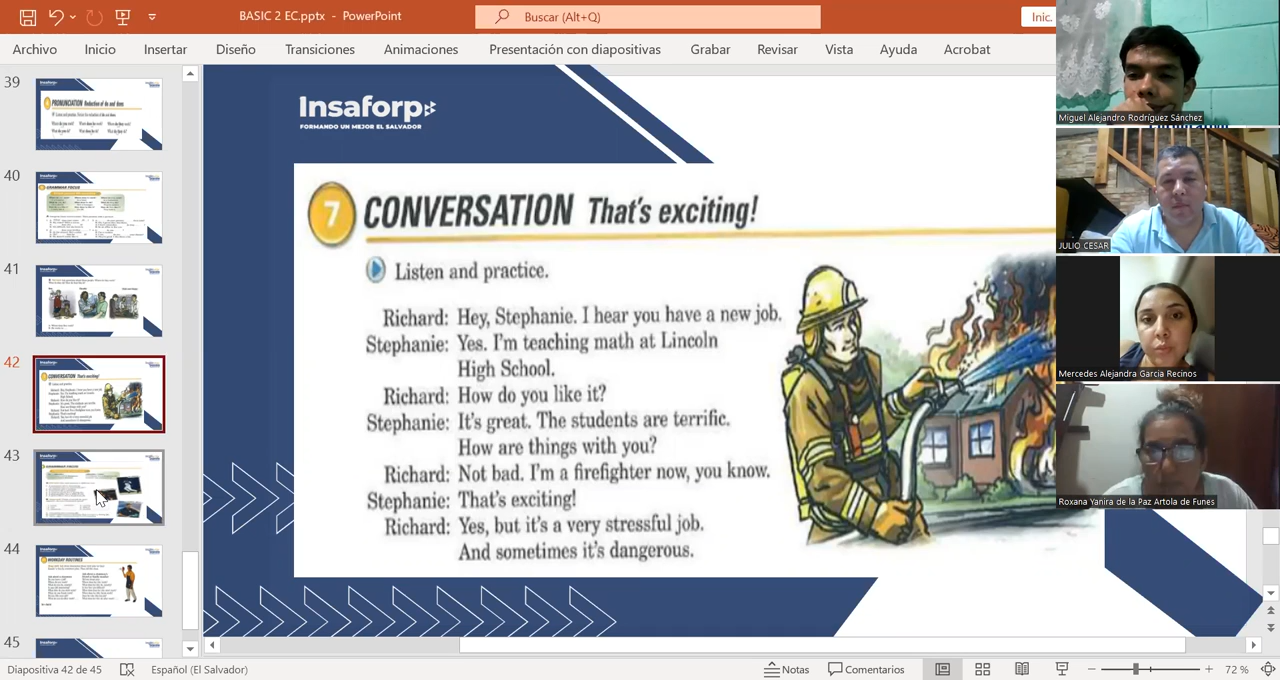 BASIC 2 EC.pptx - PowerPoint
Buscar (Alt+Q)
Inic.
Archivo Inicio Insertar Diseño Transiciones Animaciones Presentación con diapositivas Grabar Revisar Vista Ayuda Acrobat
39
40
41
42
43
44
45
Insaforp
FORMANDO UN MEJOR EL SALVADOR
7 CONVERSATION That's exciting!
Listen and practice.
Richard: Hey, Stephanie. I hear you have a new job.
Stephanie: Yes. I'm teaching math at Lincoln
High School.
Richard: How do you like it?
Stephanie: It's great. The students are terrific.
How are things with you?
Richard: Not bad. I'm a firefighter now, you know.
Stephanie: That's exciting!
Richard: Yes, but it's a very stressful job.
And sometimes it's dangerous.
Miguel Alejandro Rodríguez Sánchez
JULIO CESAR
Mercedes Alejandra Garcia Recinos
Roxana Yanira de la Paz Artola de Funes
Diapositiva 42 de 45 Español (El Salvador) Notas Comentarios 72 %